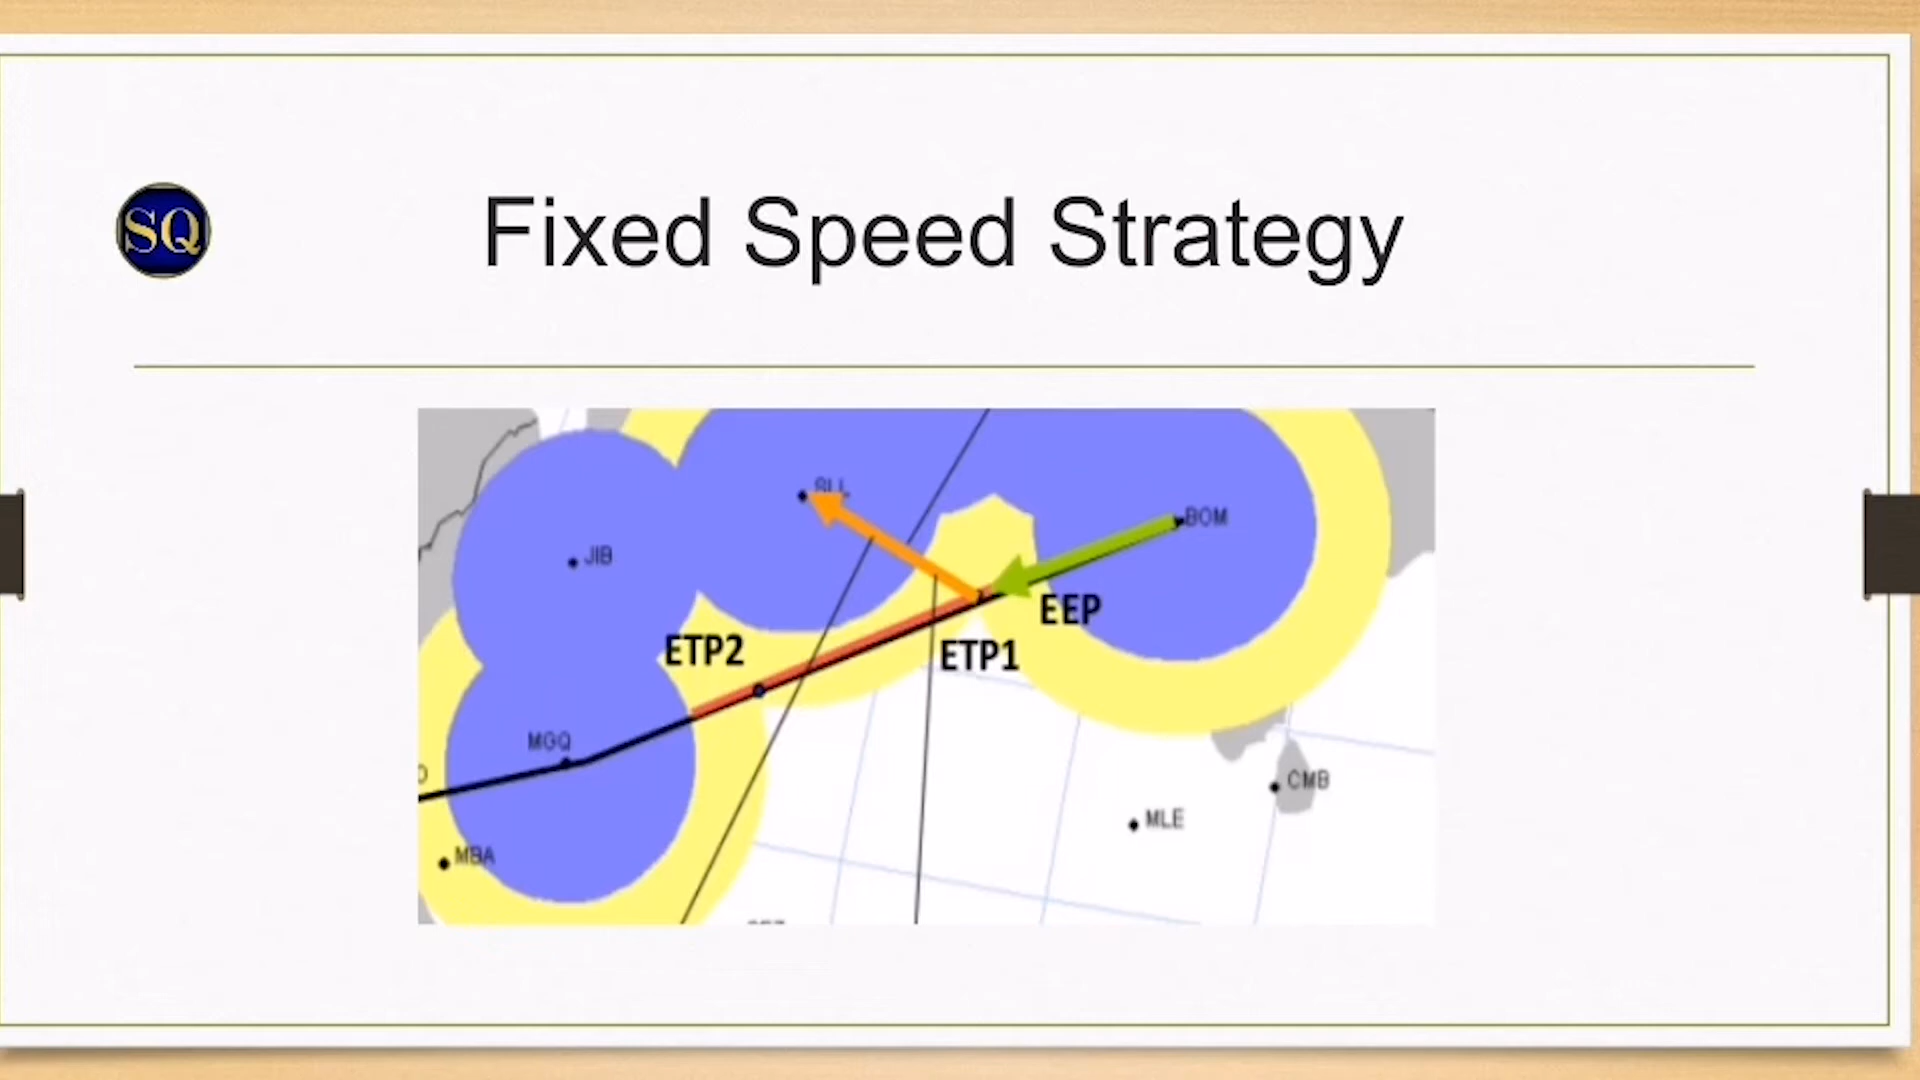 SQ
Fixed Speed Strategy
BOM
JIB
EEP
ETP2
ETP1
MGQ
CMB
MLE
MBA